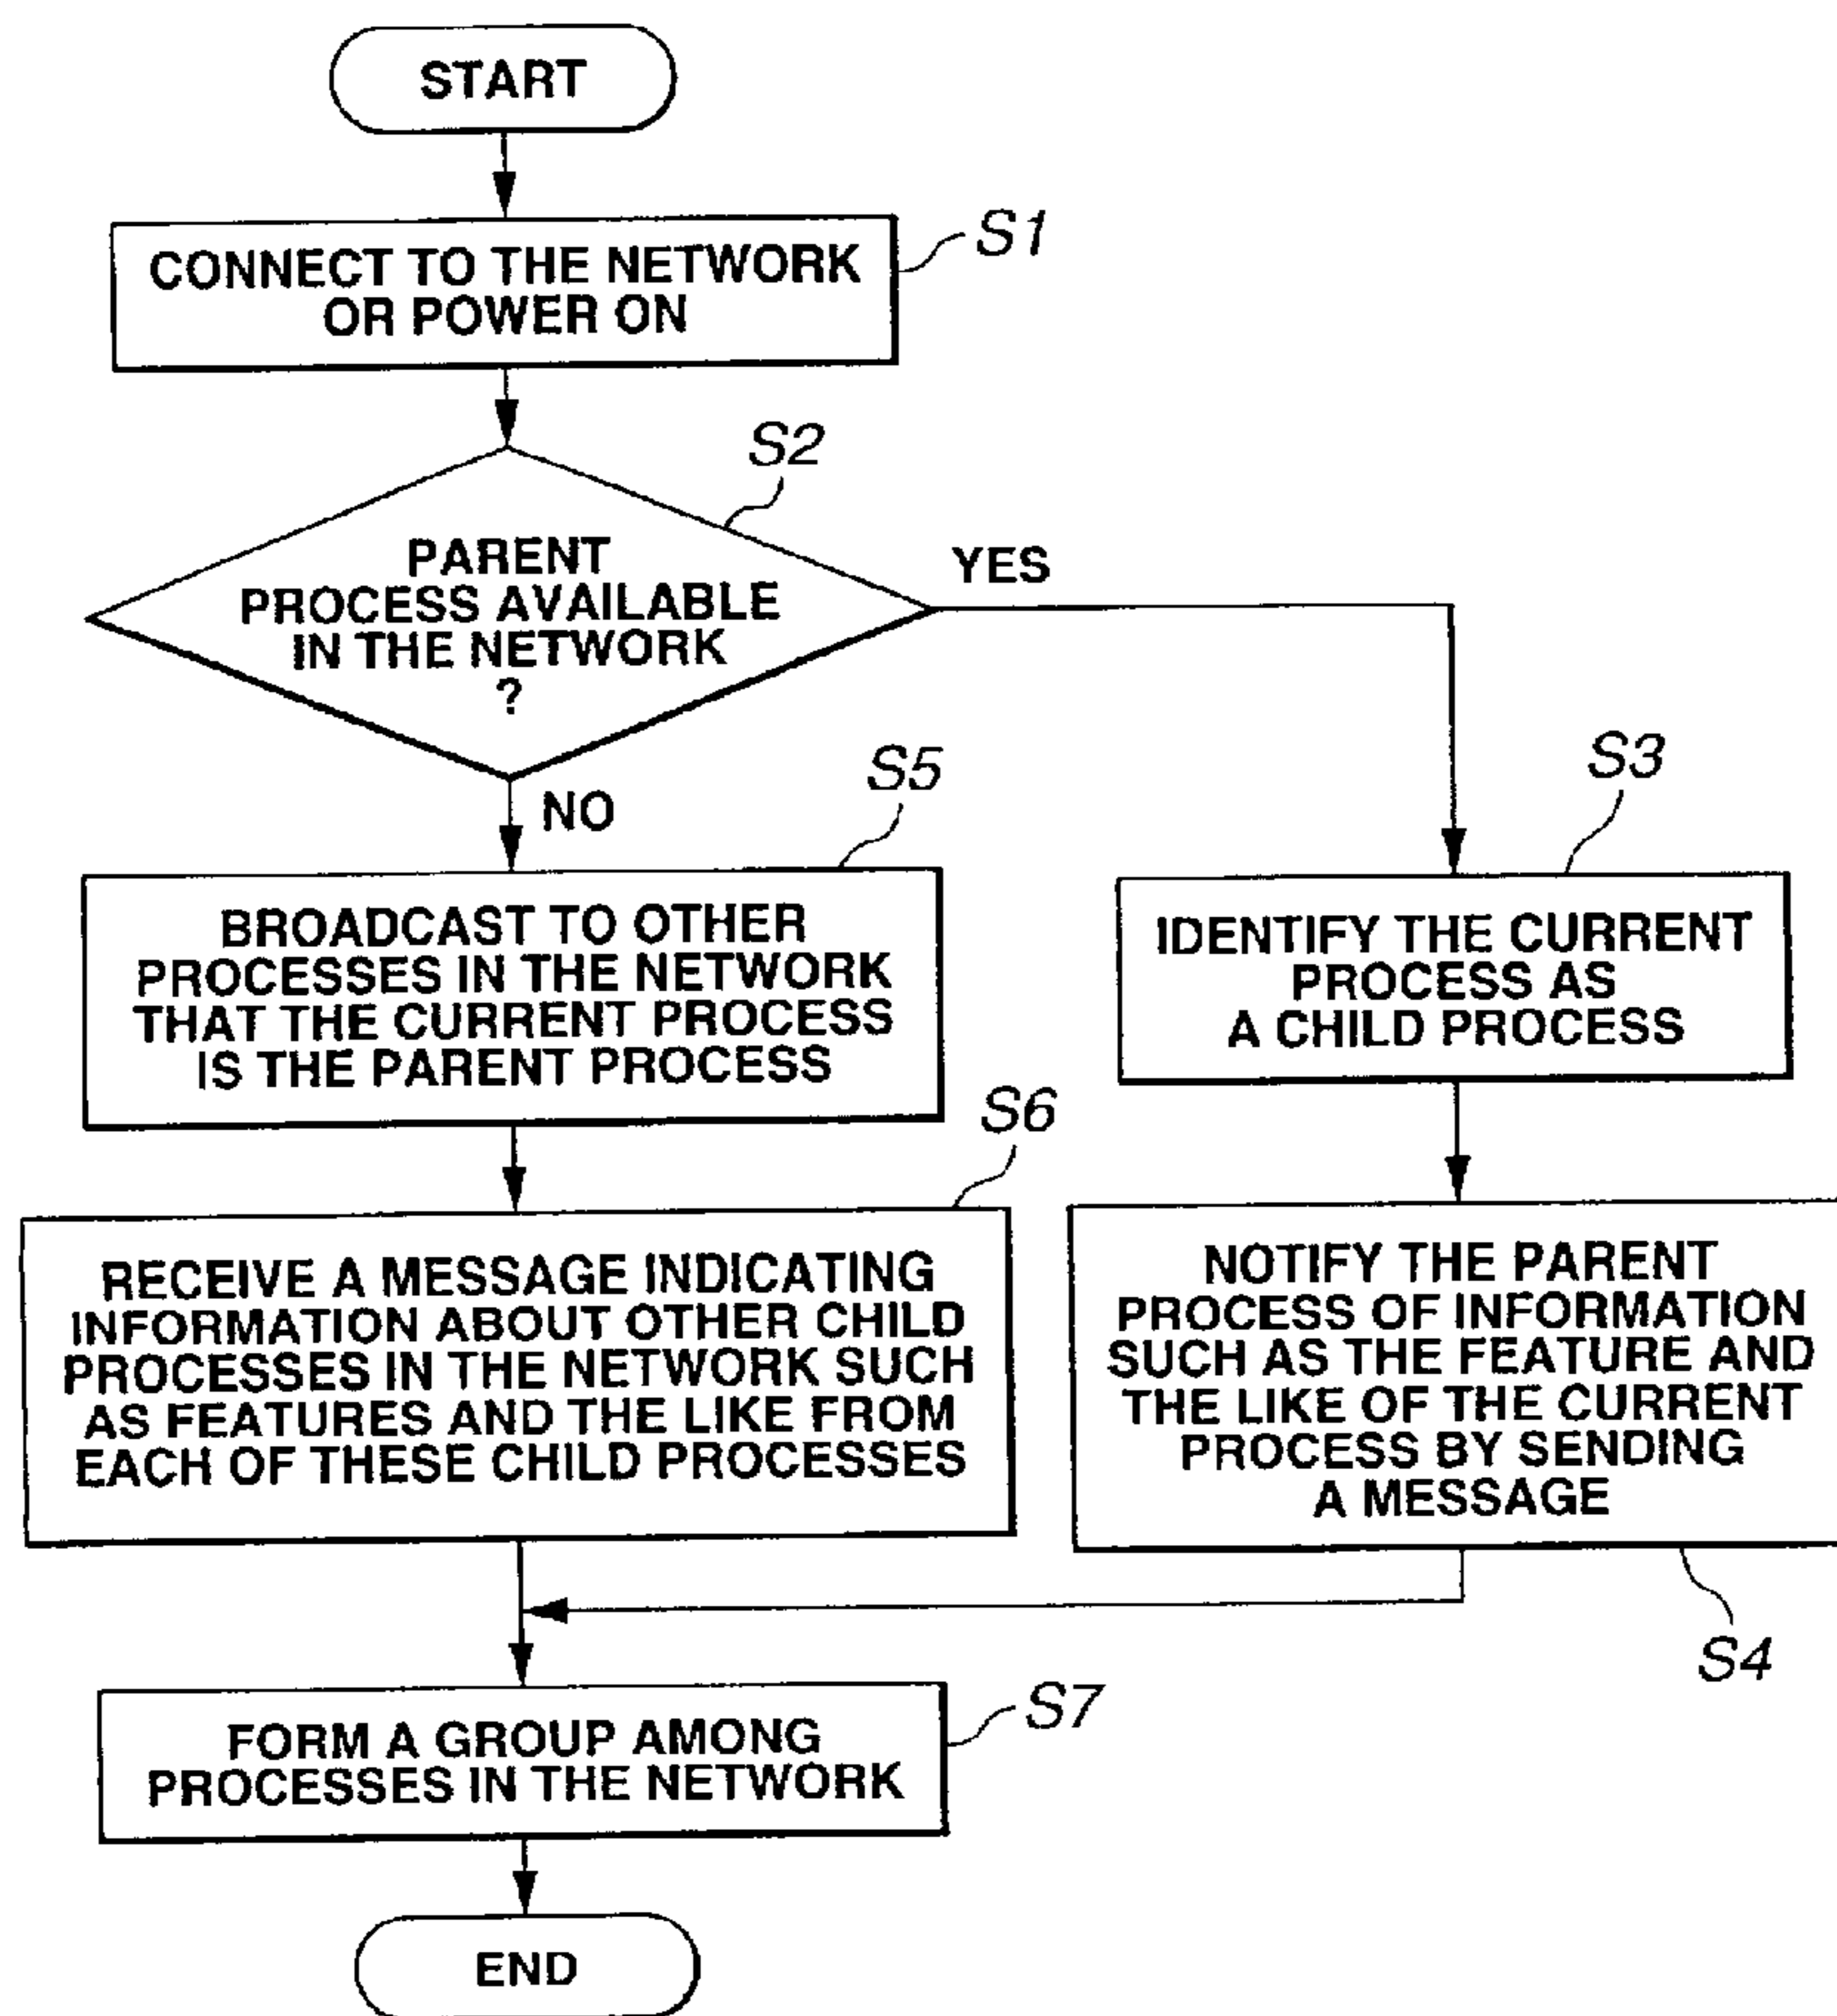 START
S1
CONNECT TO THE NETWORK
OR POWER ON
S2
PARENT
PROCESS AVAILABLE
IN THE NETWORK
?
YES
NO
S5
BROADCAST TO OTHER
PROCESSES IN THE NETWORK
THAT THE CURRENT PROCESS
IS THE PARENT PROCESS
S3
IDENTIFY THE CURRENT
PROCESS AS
A CHILD PROCESS
S6
RECEIVE A MESSAGE INDICATING
INFORMATION ABOUT OTHER CHILD
PROCESSES IN THE NETWORK SUCH
AS FEATURES AND THE LIKE FROM
EACH OF THESE CHILD PROCESSES
NOTIFY THE PARENT
PROCESS OF INFORMATION
SUCH AS THE FEATURE AND
THE LIKE OF THE CURRENT
PROCESS BY SENDING
A MESSAGE
S4
S7
FORM A GROUP AMONG
PROCESSES IN THE NETWORK
END